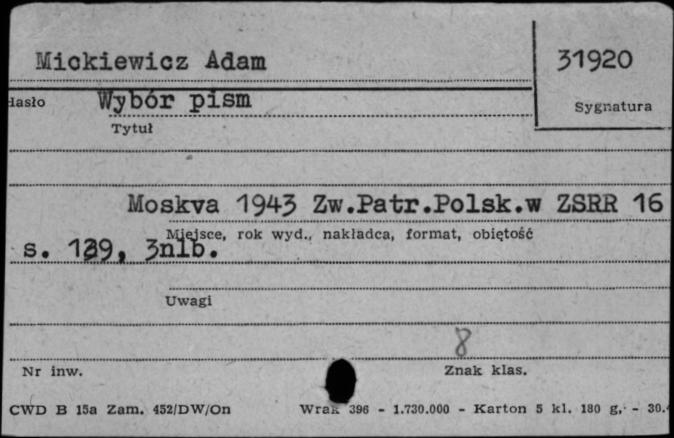 Mickiewicz Adam
31920
Hasło
Wybór pism
Sygnatura
Tytuł
Moskva 1943 Zw.Patr.Polsk.w ZSRR 16
Miejsce, rok wyd., nakładca, format, objętość
s. 139, 3nlb.
Uwagi
8
Nr inw.
Znak klas.
CWD B 15a Zam. 452/DW/On
Wrak 396 - 1.730.000 - Karton 5 kl. 180 g, - 30.